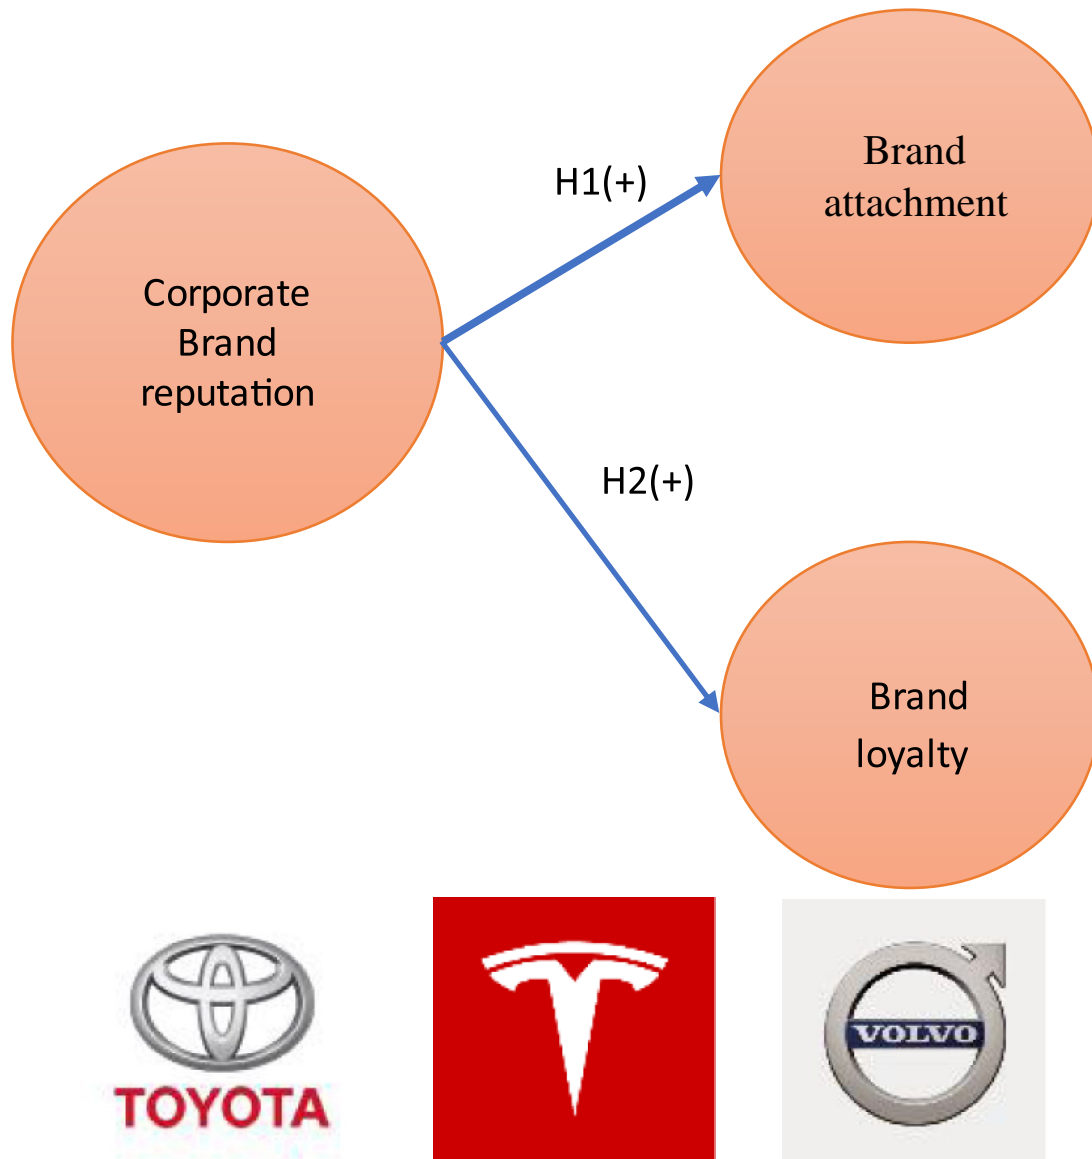 Brand
attachment
H1(+)
Corporate
Brand
reputation
H2(+)
Brand
loyalty
TOYOTA
VOLVO